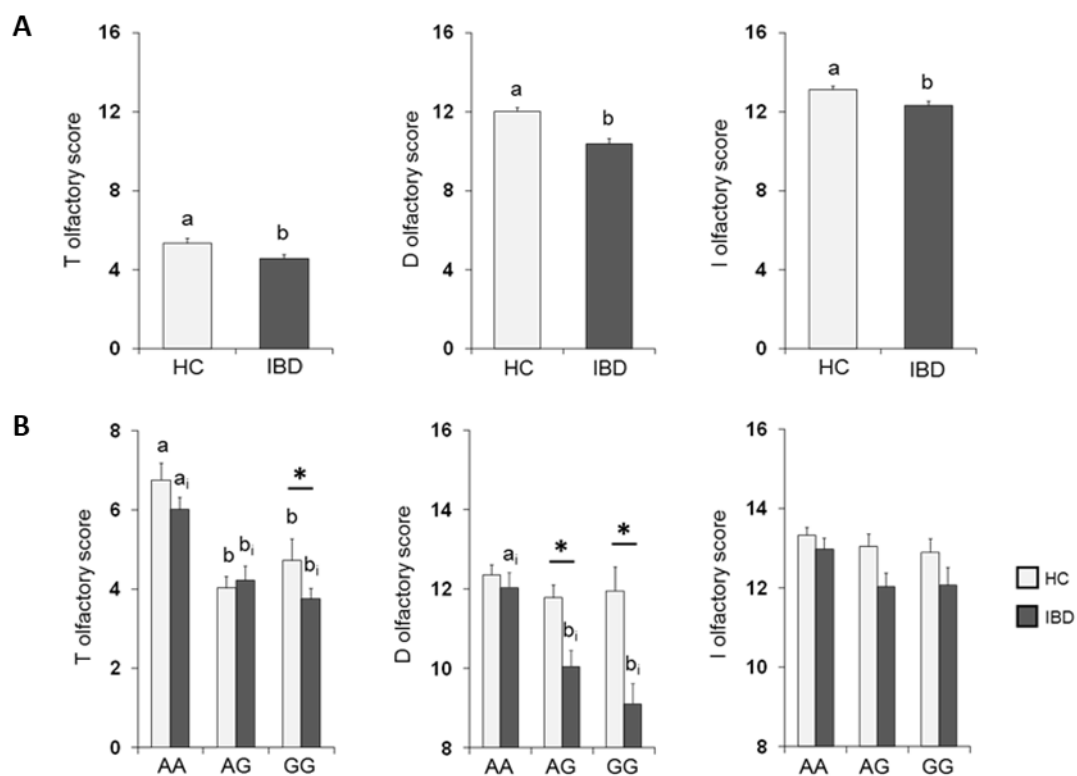 A
T olfactory score
16
12
8
4
0
a
b
HC IBD
D olfactory score
16
12
8
4
0
a
b
HC IBD
I olfactory score
16
12
8
4
0
a
b
HC IBD
B
T olfactory score
8
6
4
2
0
a
aᵢ
b bᵢ
*
b
bᵢ
AA AG GG
D olfactory score
16
14
12
10
8
aᵢ
*
bᵢ
*
bᵢ
AA AG GG
I olfactory score
16
14
12
10
8
AA AG GG
HC
IBD